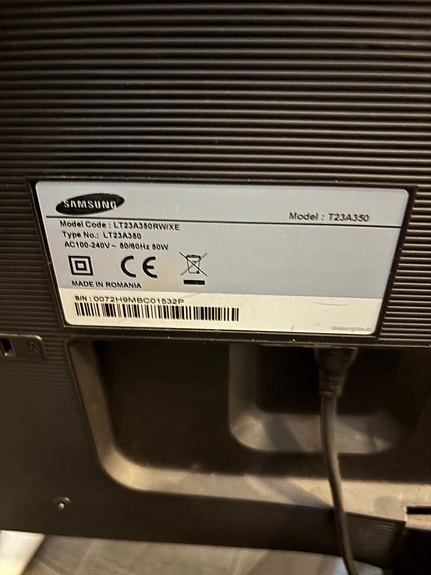 SAMSUNG
Model : T23A350
Model Code : LT23A350RW/XE
Type No.: LT23A350
AC100-240V~ 50/60Hz 50W
CE
MADE IN ROMANIA
S/N : 0072H9MBC01532P